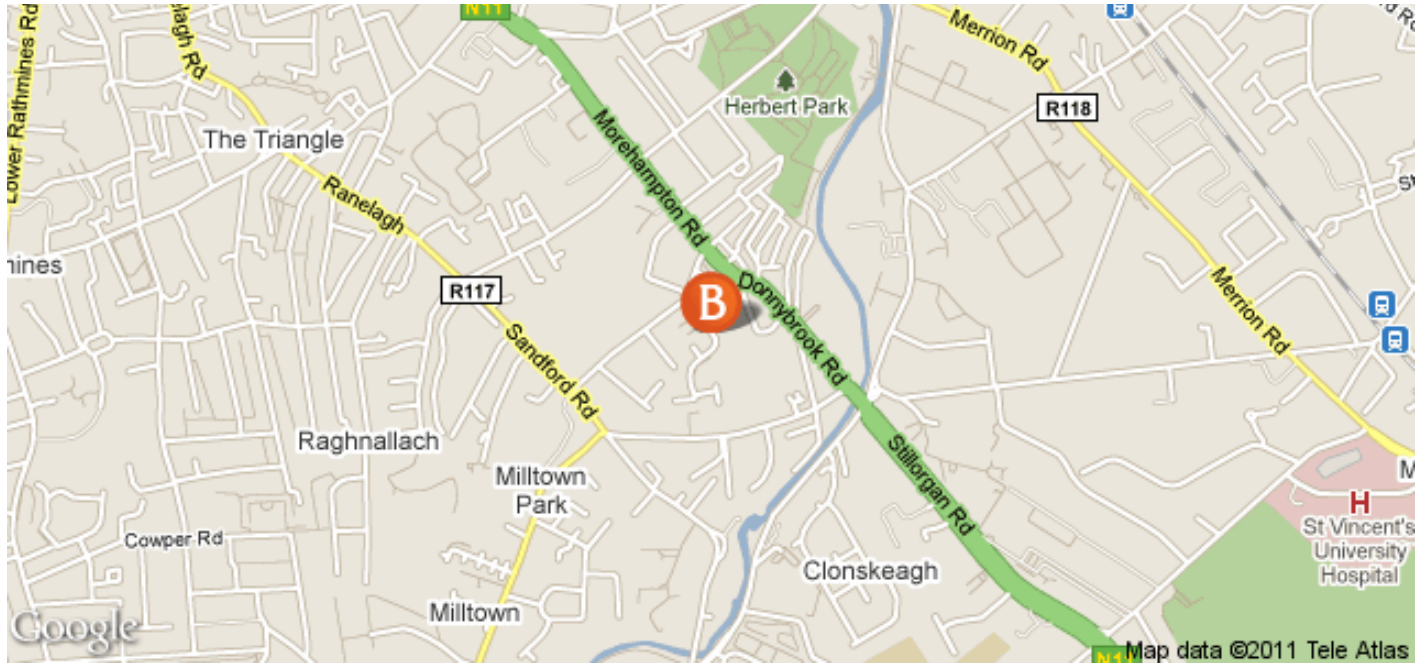 N11
Merrion Rd
Lower Rathmines Rd
elagh Rd
Herbert Park
R118
The Triangle
Morehampton Rd
Ranelagh
mines
R117
B
Donnybrook Rd
Merrion Rd
Sandford Rd
Raghnallach
Stillorgan Rd
Milltown
Park
H
St Vincent's
University
Hospital
Cowper Rd
Clonskeagh
Milltown
Google
N11
Map data ©2011 Tele Atlas